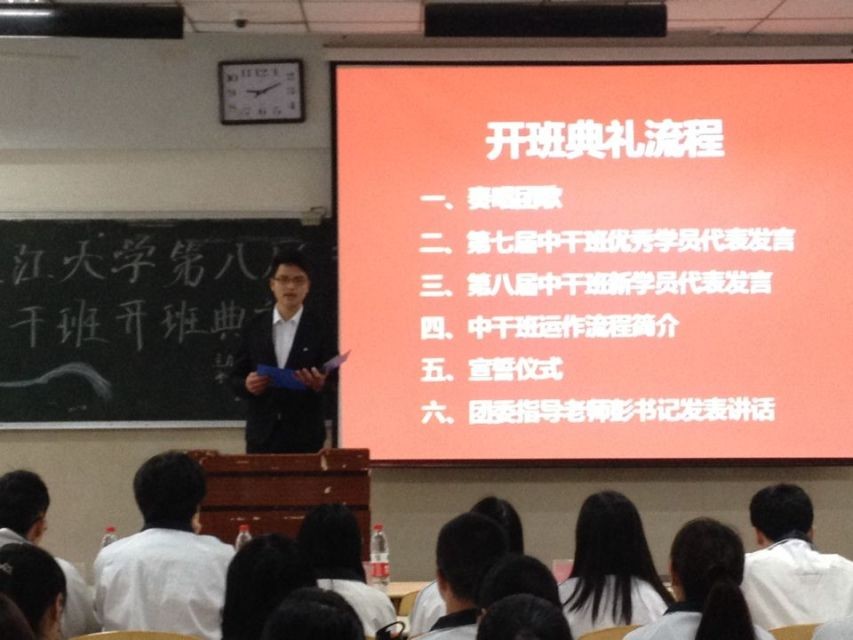 开班典礼流程
一、奏唱团歌
二、第七届中干班优秀学员代表发言
三、第八届中干班新学员代表发言
四、中干班运作流程简介
五、宣誓仪式
六、团委指导老师彭书记发表讲话
江大学第八届
干班开班典